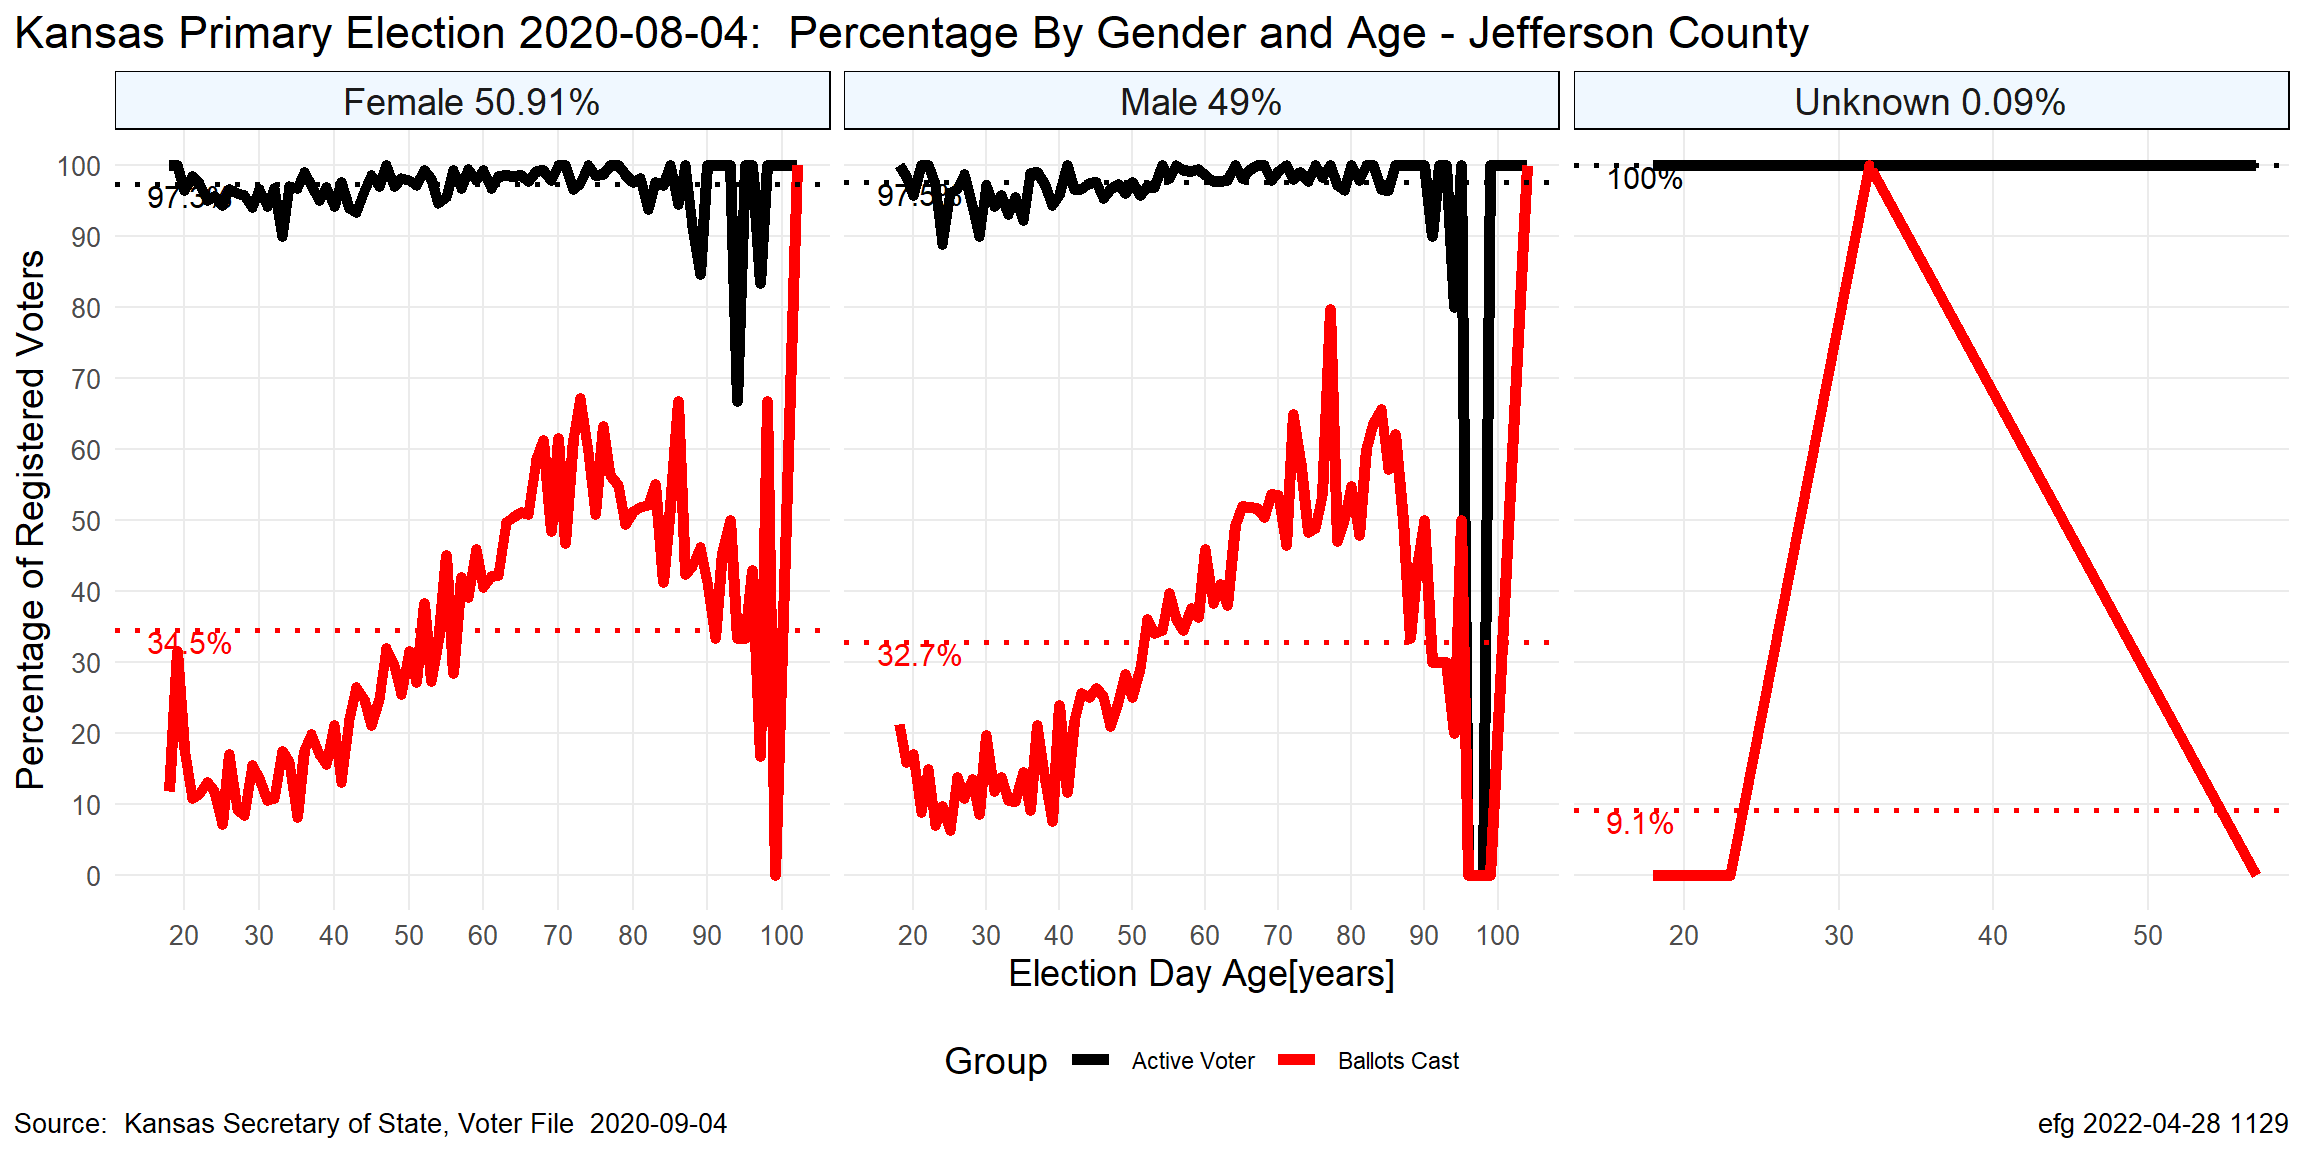 Kansas Primary Election 2020-08-04:  Percentage By Gender and Age - Jefferson County
Female 50.91%
Male 49%
Unknown 0.09%
Percentage of Registered Voters
100
90
80
70
60
50
40
30
20
10
0
97.3%
34.5%
97.5%
32.7%
100%
9.1%
20 30 40 50 60 70 80 90 100
20 30 40 50 60 70 80 90 100
20 30 40 50
Election Day Age[years]
Group Active Voter Ballots Cast
Source:  Kansas Secretary of State, Voter File  2020-09-04
efg 2022-04-28 1129